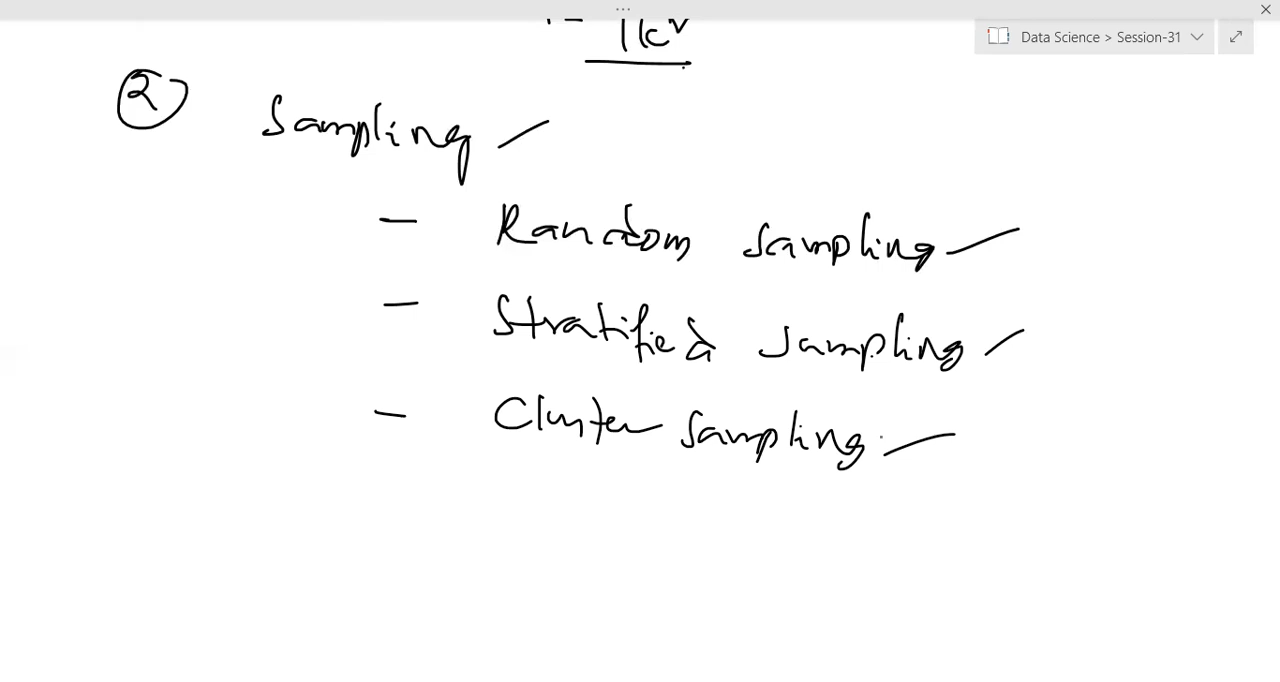 Data Science > Session-31
② Sampling
- Random Sampling
- Stratified Sampling
- Cluster Sampling